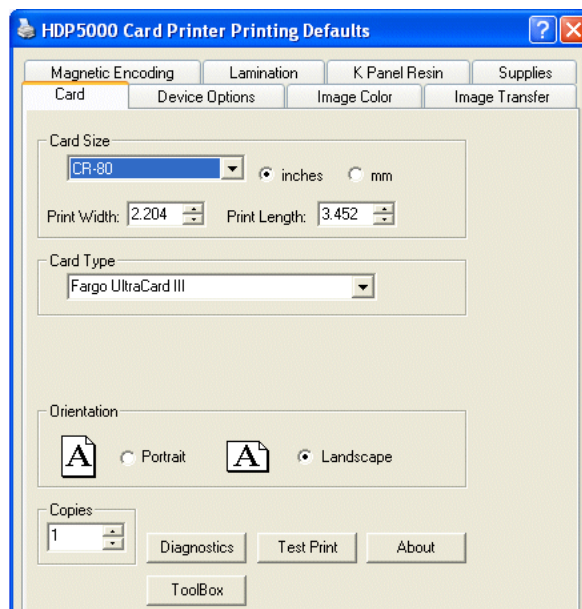 HDP5000 Card Printer Printing Defaults
Magnetic Encoding Lamination K Panel Resin Supplies
Card Device Options Image Color Image Transfer
Card Size
CR-80 inches mm
Print Width: 2.204 Print Length: 3.452
Card Type
Fargo UltraCard III
Orientation
A Portrait A Landscape
Copies
1
Diagnostics Test Print About
ToolBox